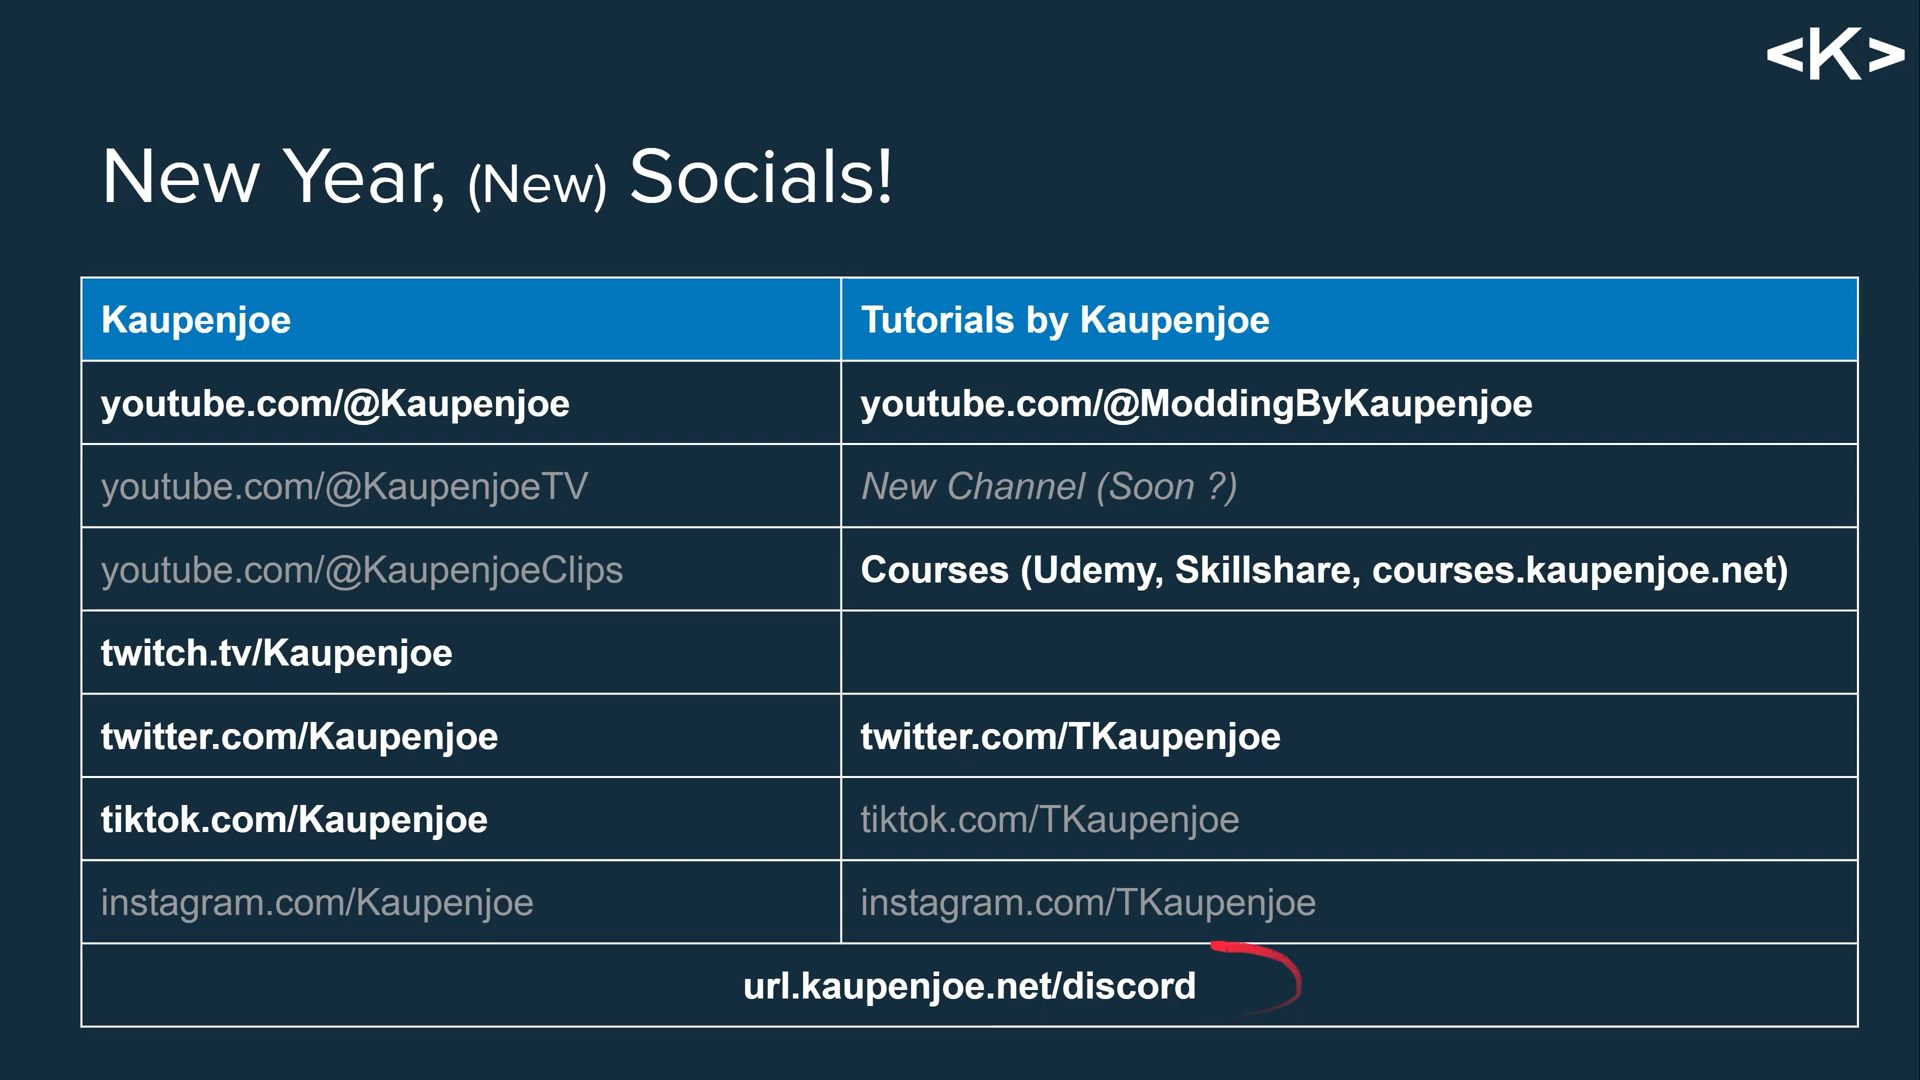 <K>
New Year, (New) Socials!
Kaupenjoe
Tutorials by Kaupenjoe
youtube.com/@Kaupenjoe
youtube.com/@ModdingByKaupenjoe
youtube.com/@KaupenjoeTV
New Channel (Soon ?)
youtube.com/@KaupenjoeClips
Courses (Udemy, Skillshare, courses.kaupenjoe.net)
twitch.tv/Kaupenjoe
twitter.com/Kaupenjoe
twitter.com/TKaupenjoe
tiktok.com/Kaupenjoe
tiktok.com/TKaupenjoe
instagram.com/Kaupenjoe
instagram.com/TKaupenjoe
url.kaupenjoe.net/discord